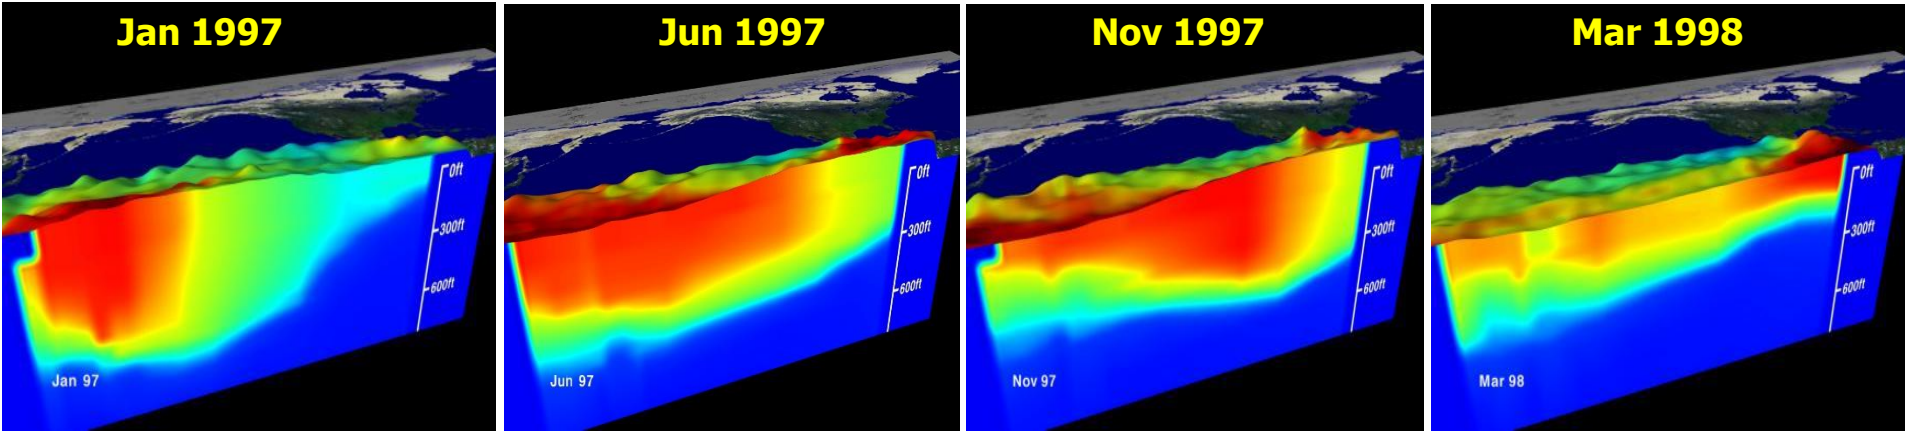 Jan 1997
0ft
300ft
600ft
Jan 97
Jun 1997
0ft
300ft
600ft
Jun 97
Nov 1997
0ft
300ft
600ft
Nov 97
Mar 1998
0ft
300ft
600ft
Mar 98